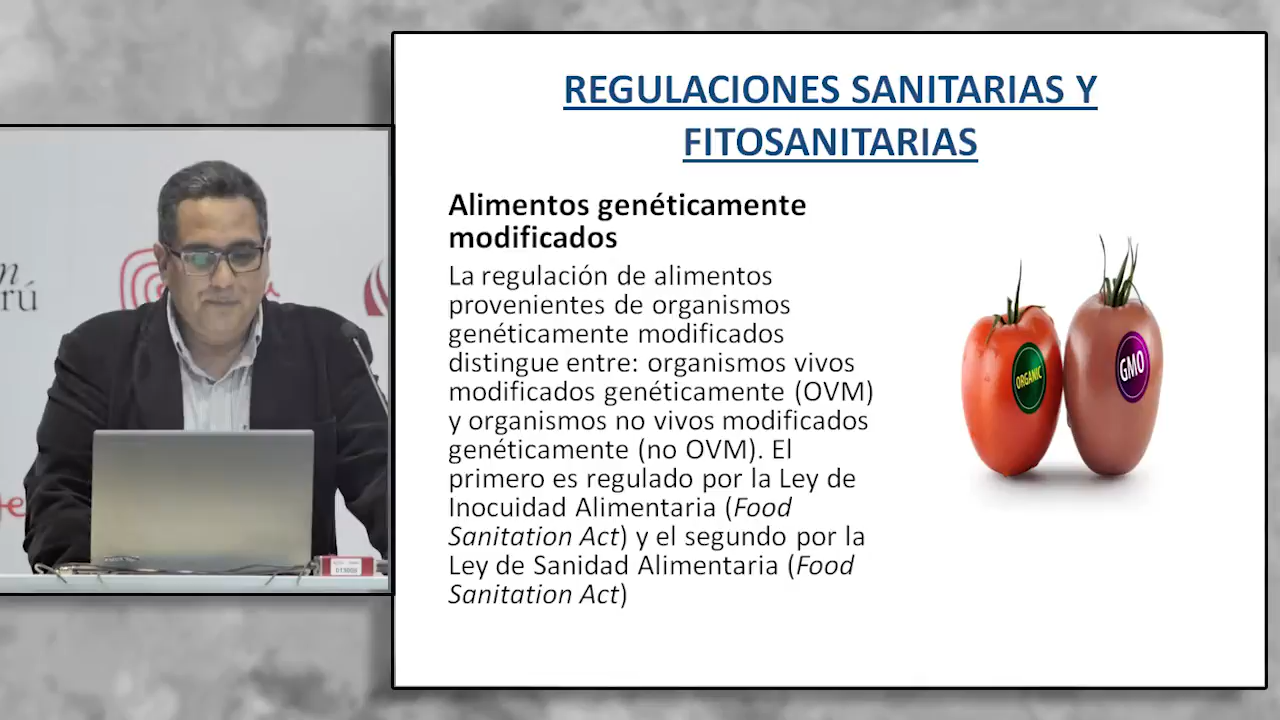 REGULACIONES SANITARIAS Y
FITOSANITARIAS
Alimentos genéticamente
modificados
La regulación de alimentos
provenientes de organismos
genéticamente modificados
distingue entre: organismos vivos
modificados genéticamente (OVM)
y organismos no vivos modificados
genéticamente (no OVM). El
primero es regulado por la Ley de
Inocuidad Alimentaria (Food
Sanitation Act) y el segundo por la
Ley de Sanidad Alimentaria (Food
Sanitation Act)
ORGANIC
GMO